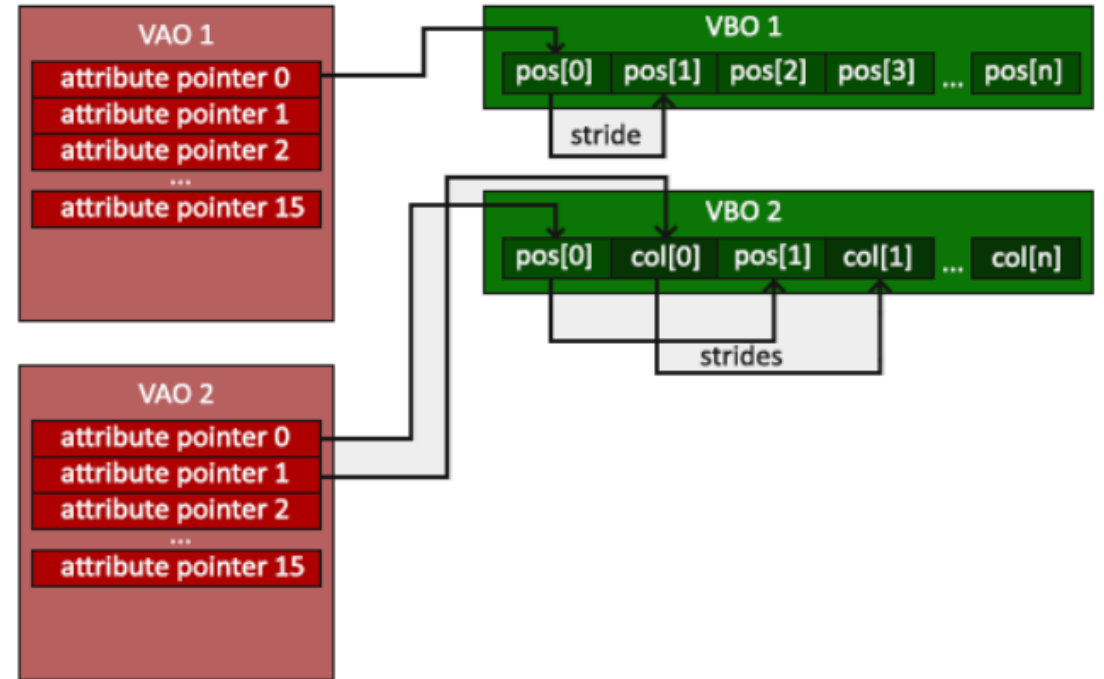 VAO 1
attribute pointer 0
attribute pointer 1
attribute pointer 2
...
attribute pointer 15
VBO 1
pos[0] pos[1] pos[2] pos[3] ... pos[n]
stride
VBO 2
pos[0] col[0] pos[1] col[1] ... col[n]
strides
VAO 2
attribute pointer 0
attribute pointer 1
attribute pointer 2
...
attribute pointer 15